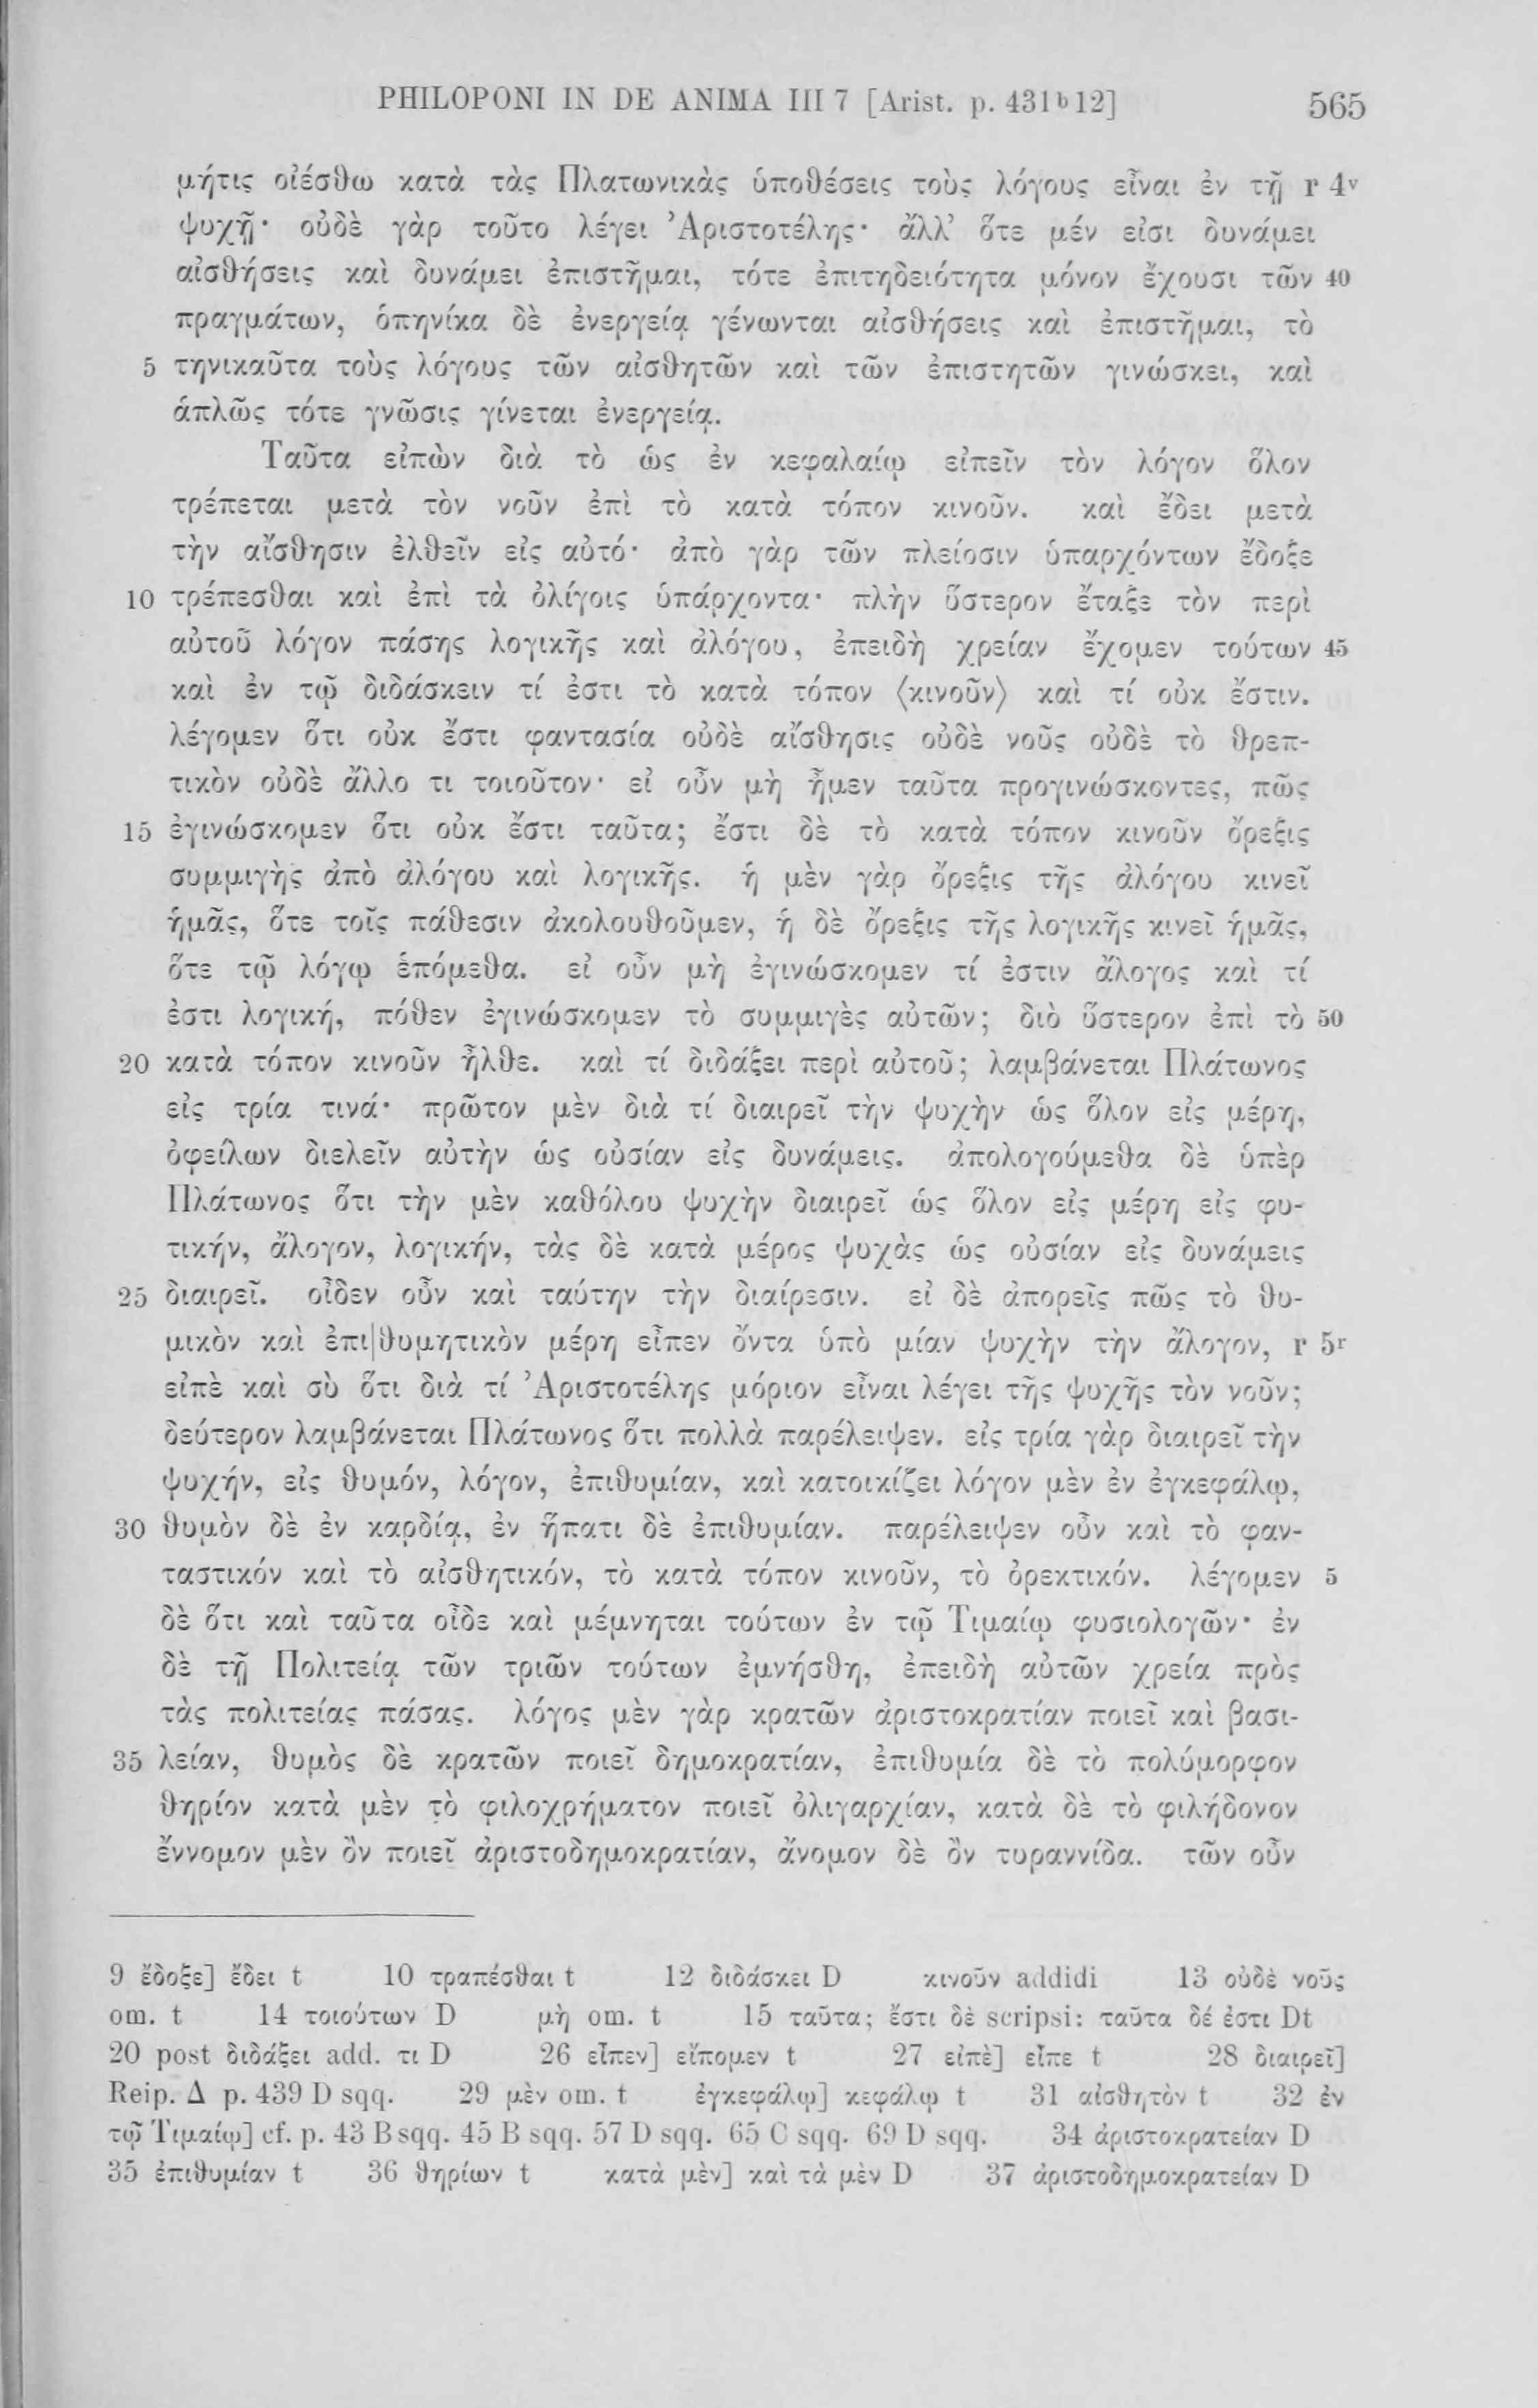 PHILOPONI IN DE ANIMA III 7 [Arist. p. 431ᵇ12] 565
μήτις οἰέσθω κατὰ τὰς Πλατωνικὰς ὑποθέσεις τοὺς λόγους εἶναι ἐν τῇ r 4ᵛ
ψυχῇ· οὐδὲ γὰρ τοῦτο λέγει Ἀριστοτέλης· ἄλλ’ ὅτε μέν εἰσι δυνάμει
αἰσθήσεις καὶ δυνάμει ἐπιστῆμαι, τότε ἐπιτηδειότητα μόνον ἔχουσι τῶν 40
πραγμάτων, ὁπηνίκα δὲ ἐνεργείᾳ γένωνται αἰσθήσεις καὶ ἐπιστῆμαι, τὸ
5 τηνικαῦτα τοὺς λόγους τῶν αἰσθητῶν καὶ τῶν ἐπιστητῶν γινώσκει, καὶ
ἁπλῶς τότε γνῶσις γίνεται ἐνεργείᾳ.
Ταῦτα εἰπὼν διὰ τὸ ὡς ἐν κεφαλαίῳ εἰπεῖν τὸν λόγον ὅλον
τρέπεται μετὰ τὸν νοῦν ἐπὶ τὸ κατὰ τόπον κινοῦν. καὶ ἔδει μετὰ
τὴν αἴσθησιν ἐλθεῖν εἰς αὐτό· ἀπὸ γὰρ τῶν πλείοσιν ὑπαρχόντων ἔδοξε
10 τρέπεσθαι καὶ ἐπὶ τὰ ὀλίγοις ὑπάρχοντα· πλὴν ὕστερον ἔταξε τὸν περὶ
αὐτοῦ λόγον πάσης λογικῆς καὶ ἀλόγου, ἐπειδὴ χρείαν ἔχομεν τούτων 45
καὶ ἐν τῷ διδάσκειν τί ἐστι τὸ κατὰ τόπον ⟨κινοῦν⟩ καὶ τί οὐκ ἔστιν.
λέγομεν ὅτι οὐκ ἔστι φαντασία οὐδὲ αἴσθησις οὐδὲ νοῦς οὐδὲ τὸ θρεπ-
τικὸν οὐδὲ ἄλλο τι τοιοῦτον· εἰ οὖν μὴ ἦμεν ταῦτα προγινώσκοντες, πῶς
15 ἐγινώσκομεν ὅτι οὐκ ἔστι ταῦτα; ἔστι δὲ τὸ κατὰ τόπον κινοῦν ὄρεξις
συμμιγὴς ἀπὸ ἀλόγου καὶ λογικῆς. ἡ μὲν γὰρ ὄρεξις τῆς ἀλόγου κινεῖ
ἡμᾶς, ὅτε τοῖς πάθεσιν ἀκολουθοῦμεν, ἡ δὲ ὄρεξις τῆς λογικῆς κινεῖ ἡμᾶς,
ὅτε τῷ λόγῳ ἑπόμεθα. εἰ οὖν μὴ ἐγινώσκομεν τί ἐστιν ἄλογος καὶ τί
ἐστι λογική, πόθεν ἐγινώσκομεν τὸ συμμιγὲς αὐτῶν; διὸ ὕστερον ἐπὶ τὸ 50
20 κατὰ τόπον κινοῦν ἦλθε. καὶ τί διδάξει περὶ αὐτοῦ; λαμβάνεται Πλάτωνος
εἰς τρία τινά· πρῶτον μὲν διὰ τί διαιρεῖ τὴν ψυχὴν ὡς ὅλον εἰς μέρη,
ὀφείλων διελεῖν αὐτὴν ὡς οὐσίαν εἰς δυνάμεις. ἀπολογούμεθα δὲ ὑπὲρ
Πλάτωνος ὅτι τὴν μὲν καθόλου ψυχὴν διαιρεῖ ὡς ὅλον εἰς μέρη εἰς φυ-
τικήν, ἄλογον, λογικήν, τὰς δὲ κατὰ μέρος ψυχὰς ὡς οὐσίαν εἰς δυνάμεις
25 διαιρεῖ. οἶδεν οὖν καὶ ταύτην τὴν διαίρεσιν. εἰ δὲ ἀπορεῖς πῶς τὸ θυ-
μικὸν καὶ ἐπι|θυμητικὸν μέρη εἶπεν ὄντα ὑπὸ μίαν ψυχὴν τὴν ἄλογον, r 5ʳ
εἰπὲ καὶ σὺ ὅτι διὰ τί Ἀριστοτέλης μόριον εἶναι λέγει τῆς ψυχῆς τὸν νοῦν;
δεύτερον λαμβάνεται Πλάτωνος ὅτι πολλὰ παρέλειψεν. εἰς τρία γὰρ διαιρεῖ τὴν
ψυχήν, εἰς θυμόν, λόγον, ἐπιθυμίαν, καὶ κατοικίζει λόγον μὲν ἐν ἐγκεφάλῳ,
30 θυμὸν δὲ ἐν καρδίᾳ, ἐν ἥπατι δὲ ἐπιθυμίαν. παρέλειψεν οὖν καὶ τὸ φαν-
ταστικόν καὶ τὸ αἰσθητικόν, τὸ κατὰ τόπον κινοῦν, τὸ ὀρεκτικόν. λέγομεν 5
δὲ ὅτι καὶ ταῦτα οἶδε καὶ μέμνηται τούτων ἐν τῷ Τιμαίῳ φυσιολογῶν· ἐν
δὲ τῇ Πολιτείᾳ τῶν τριῶν τούτων ἐμνήσθη, ἐπειδὴ αὐτῶν χρεία πρὸς
τὰς πολιτείας πάσας. λόγος μὲν γὰρ κρατῶν ἀριστοκρατίαν ποιεῖ καὶ βασι-
35 λείαν, θυμὸς δὲ κρατῶν ποιεῖ δημοκρατίαν, ἐπιθυμία δὲ τὸ πολύμορφον
θηρίον κατὰ μὲν τὸ φιλοχρήματον ποιεῖ ὀλιγαρχίαν, κατὰ δὲ τὸ φιλήδονον
ἔννομον μὲν ὂν ποιεῖ ἀριστοδημοκρατίαν, ἄνομον δὲ ὂν τυραννίδα. τῶν οὖν
9 ἔδοξε] ἔδει t 10 τραπέσθαι t 12 διδάσκει D κινοῦν addidi 13 οὐδὲ νοῦς
om. t 14 τοιούτων D μὴ om. t 15 ταῦτα; ἔστι δὲ scripsi: ταῦτα δέ ἐστι Dt
20 post διδάξει add. τι D 26 εἶπεν] εἴπομεν t 27 εἰπὲ] εἶπε t 28 διαιρεῖ]
Reip. Δ p. 439 D sqq. 29 μὲν om. t ἐγκεφάλῳ] κεφάλῳ t 31 αἰσθητὸν t 32 ἐν
τῷ Τιμαίῳ] cf. p. 43 B sqq. 45 B sqq. 57 D sqq. 65 C sqq. 69 D sqq. 34 ἀριστοκρατείαν D
35 ἐπιθυμίαν t 36 θηρίων t κατὰ μὲν] καὶ τὰ μὲν D 37 ἀριστοδημοκρατείαν D